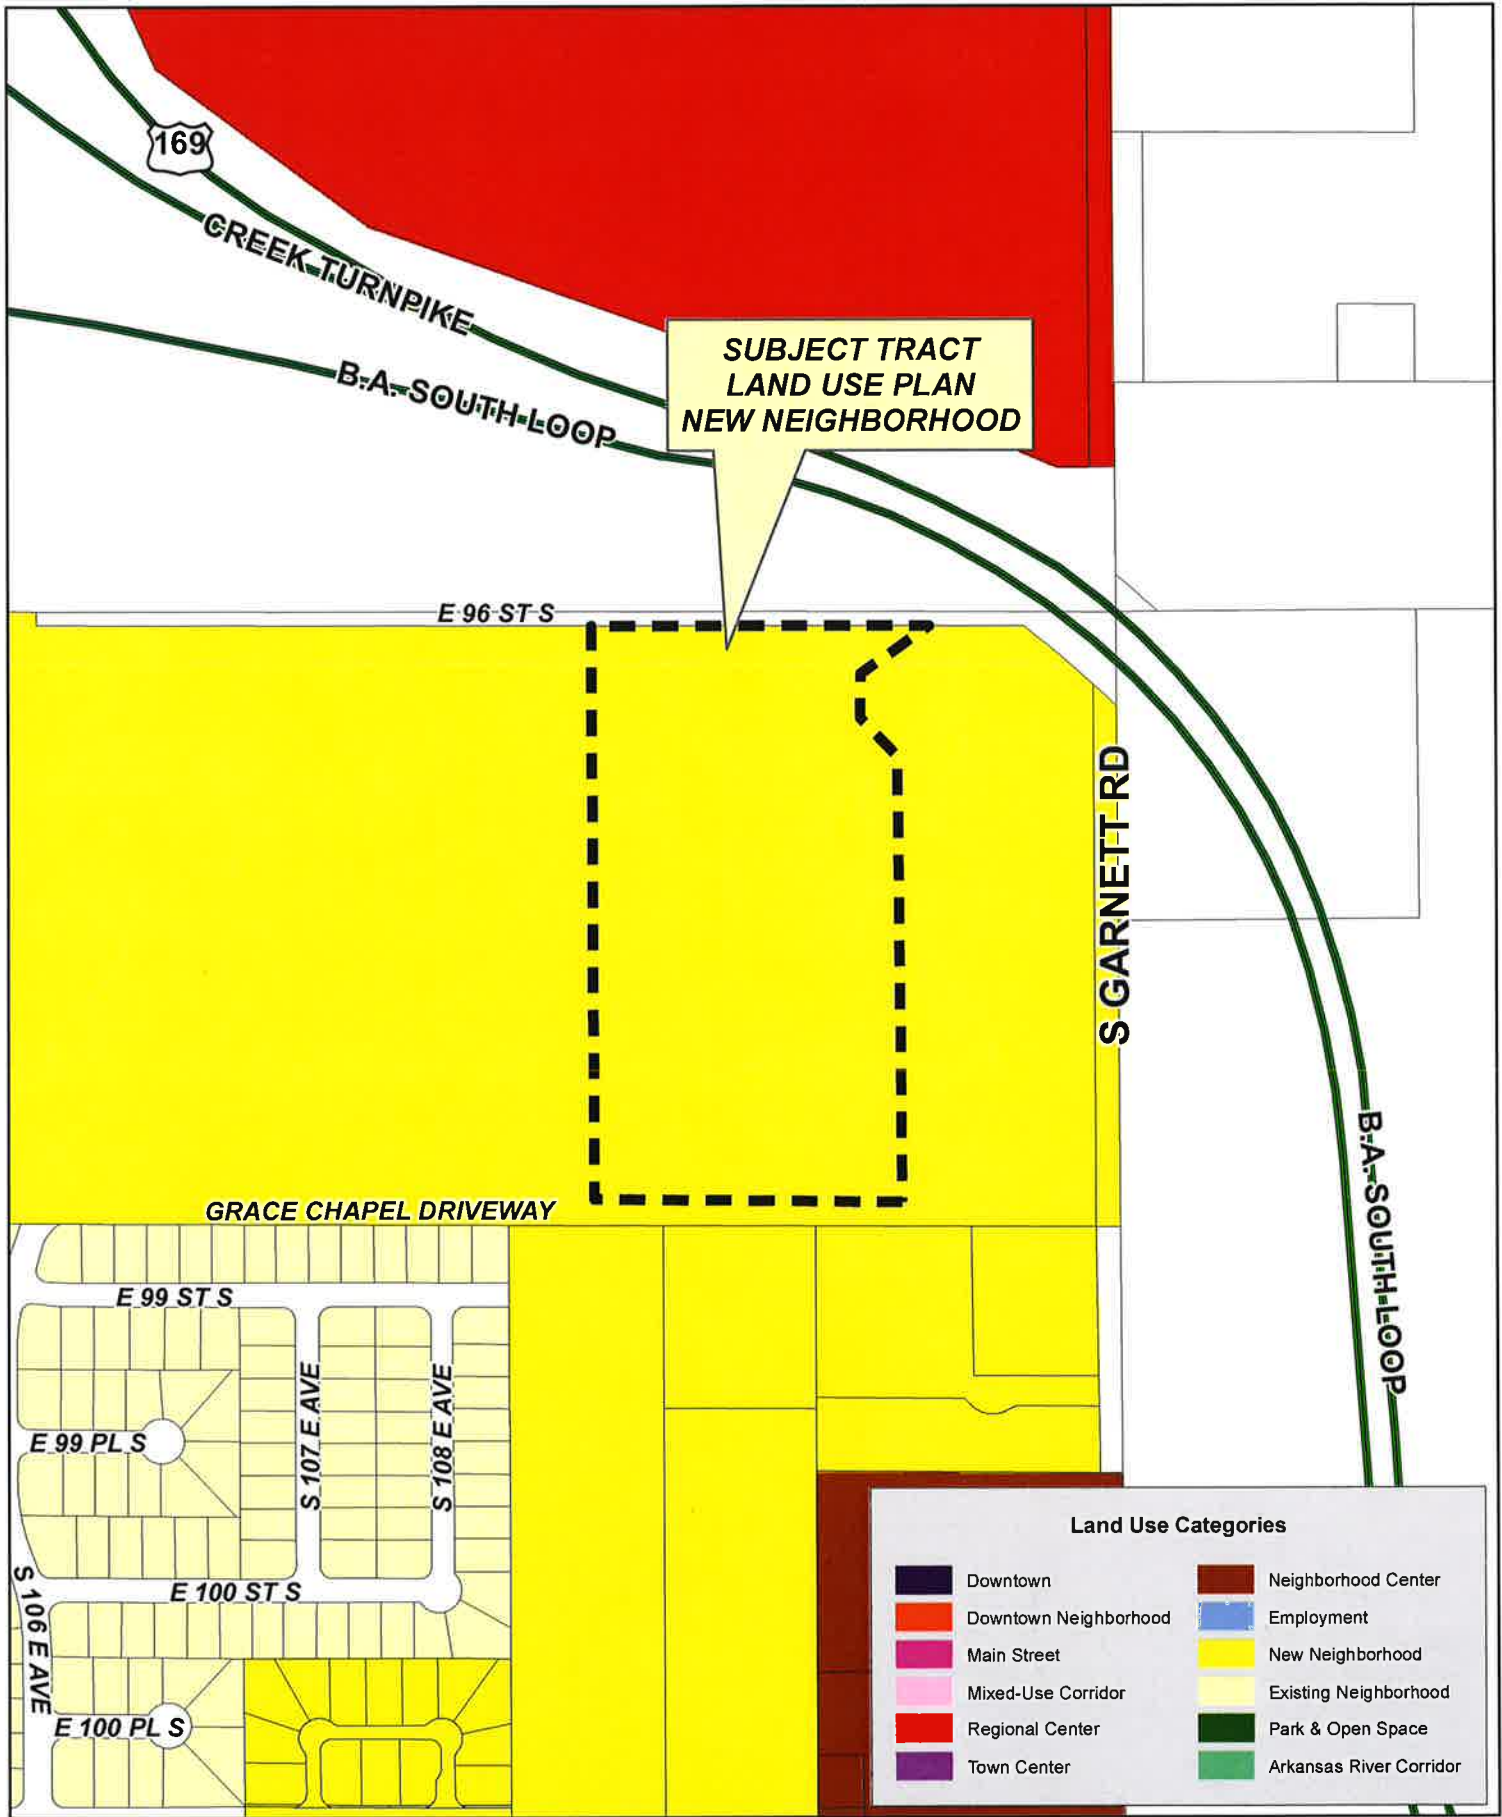 169
CREEK TURNPIKE
B.A. SOUTH LOOP
SUBJECT TRACT
LAND USE PLAN
NEW NEIGHBORHOOD
E 96 ST S
S GARNETT RD
B.A. SOUTH LOOP
GRACE CHAPEL DRIVEWAY
E 99 ST S
S 107 E AVE
S 108 E AVE
E 99 PL S
E 100 ST S
S 106 E AVE
E 100 PL S
Land Use Categories
Downtown
Downtown Neighborhood
Main Street
Mixed-Use Corridor
Regional Center
Town Center
Neighborhood Center
Employment
New Neighborhood
Existing Neighborhood
Park & Open Space
Arkansas River Corridor